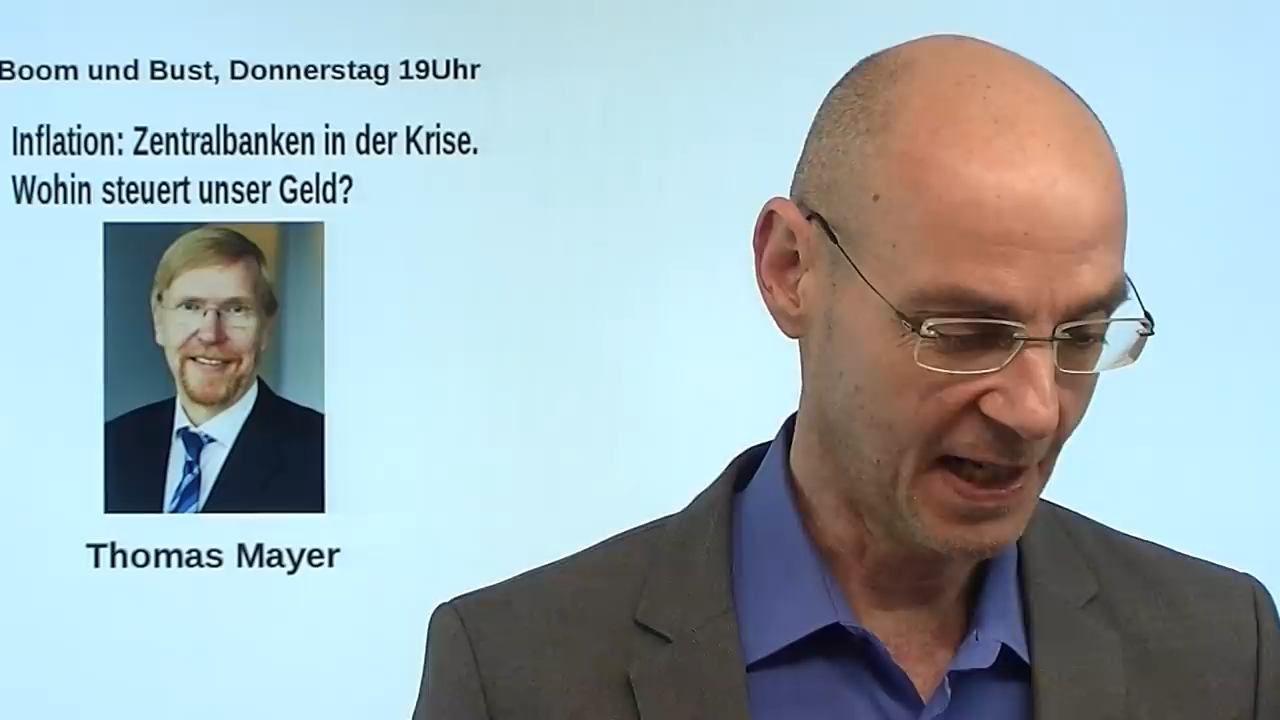 Boom und Bust, Donnerstag 19Uhr
Inflation: Zentralbanken in der Krise.
Wohin steuert unser Geld?
Thomas Mayer